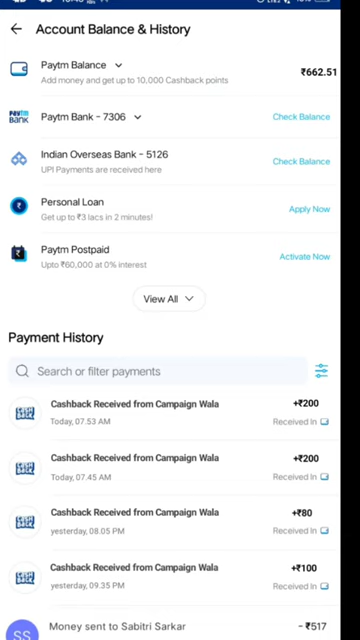 Account Balance & History
Paytm Balance
Add money and get up to 10,000 Cashback points
₹662.51
Paytm BANK
Paytm Bank - 7306
Check Balance
Indian Overseas Bank - 5126
UPI Payments are received here
Check Balance
Personal Loan
Get up to ₹3 lacs in 2 minutes!
Apply Now
Paytm Postpaid
Upto ₹60,000 at 0% interest
Activate Now
View All
Payment History
Search or filter payments
Cashback Received from Campaign Wala
+₹200
Today, 07.53 AM
Received In
Cashback Received from Campaign Wala
+₹200
Today, 07.45 AM
Received In
Cashback Received from Campaign Wala
+₹80
yesterday, 08.05 PM
Received In
Cashback Received from Campaign Wala
+₹100
yesterday, 09.35 PM
Received In
SS
Money sent to Sabitri Sarkar
- ₹517